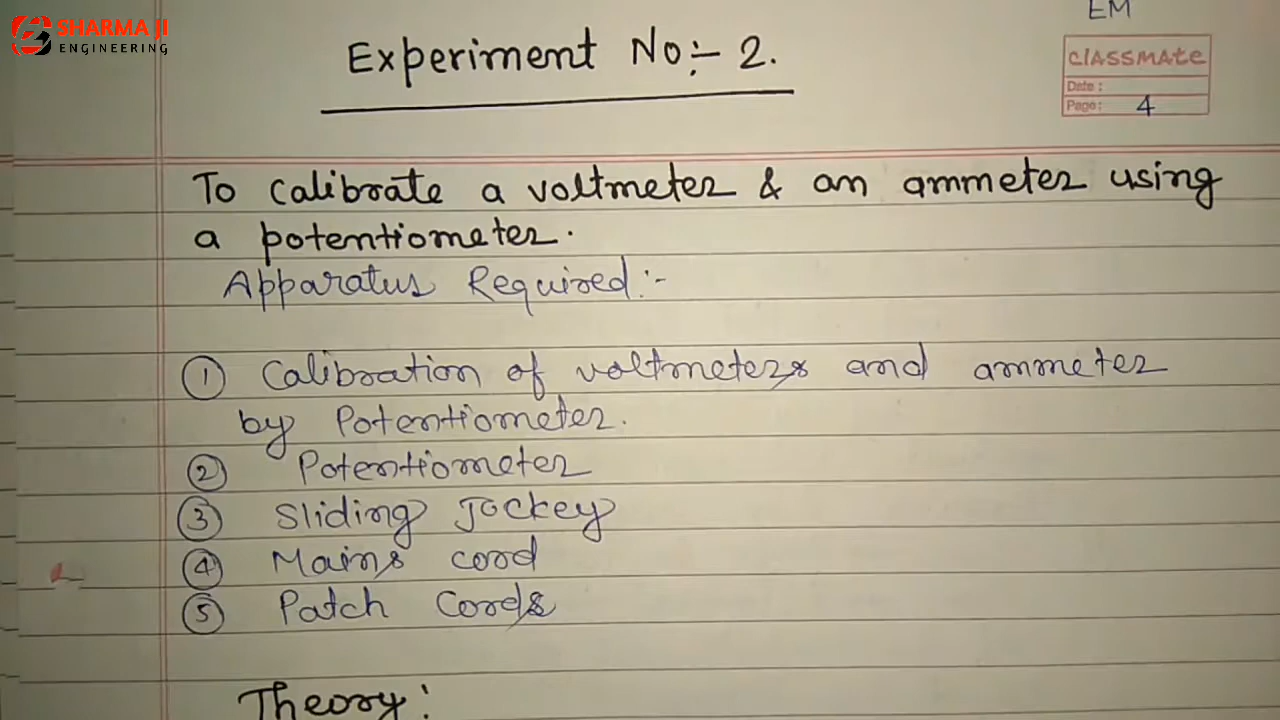 SHARMA JI
ENGINEERING
EM
Experiment No:- 2.
CLASSMATE
Date :
Page : 4
To calibrate a voltmeter & an ammeter using
a potentiometer.
Apparatus Required:-
① Calibration of voltmeters and ammeter
by Potentiometer.
② Potentiometer
③ Sliding Jockey
④ Mains cord
⑤ Patch Cords
Theory: